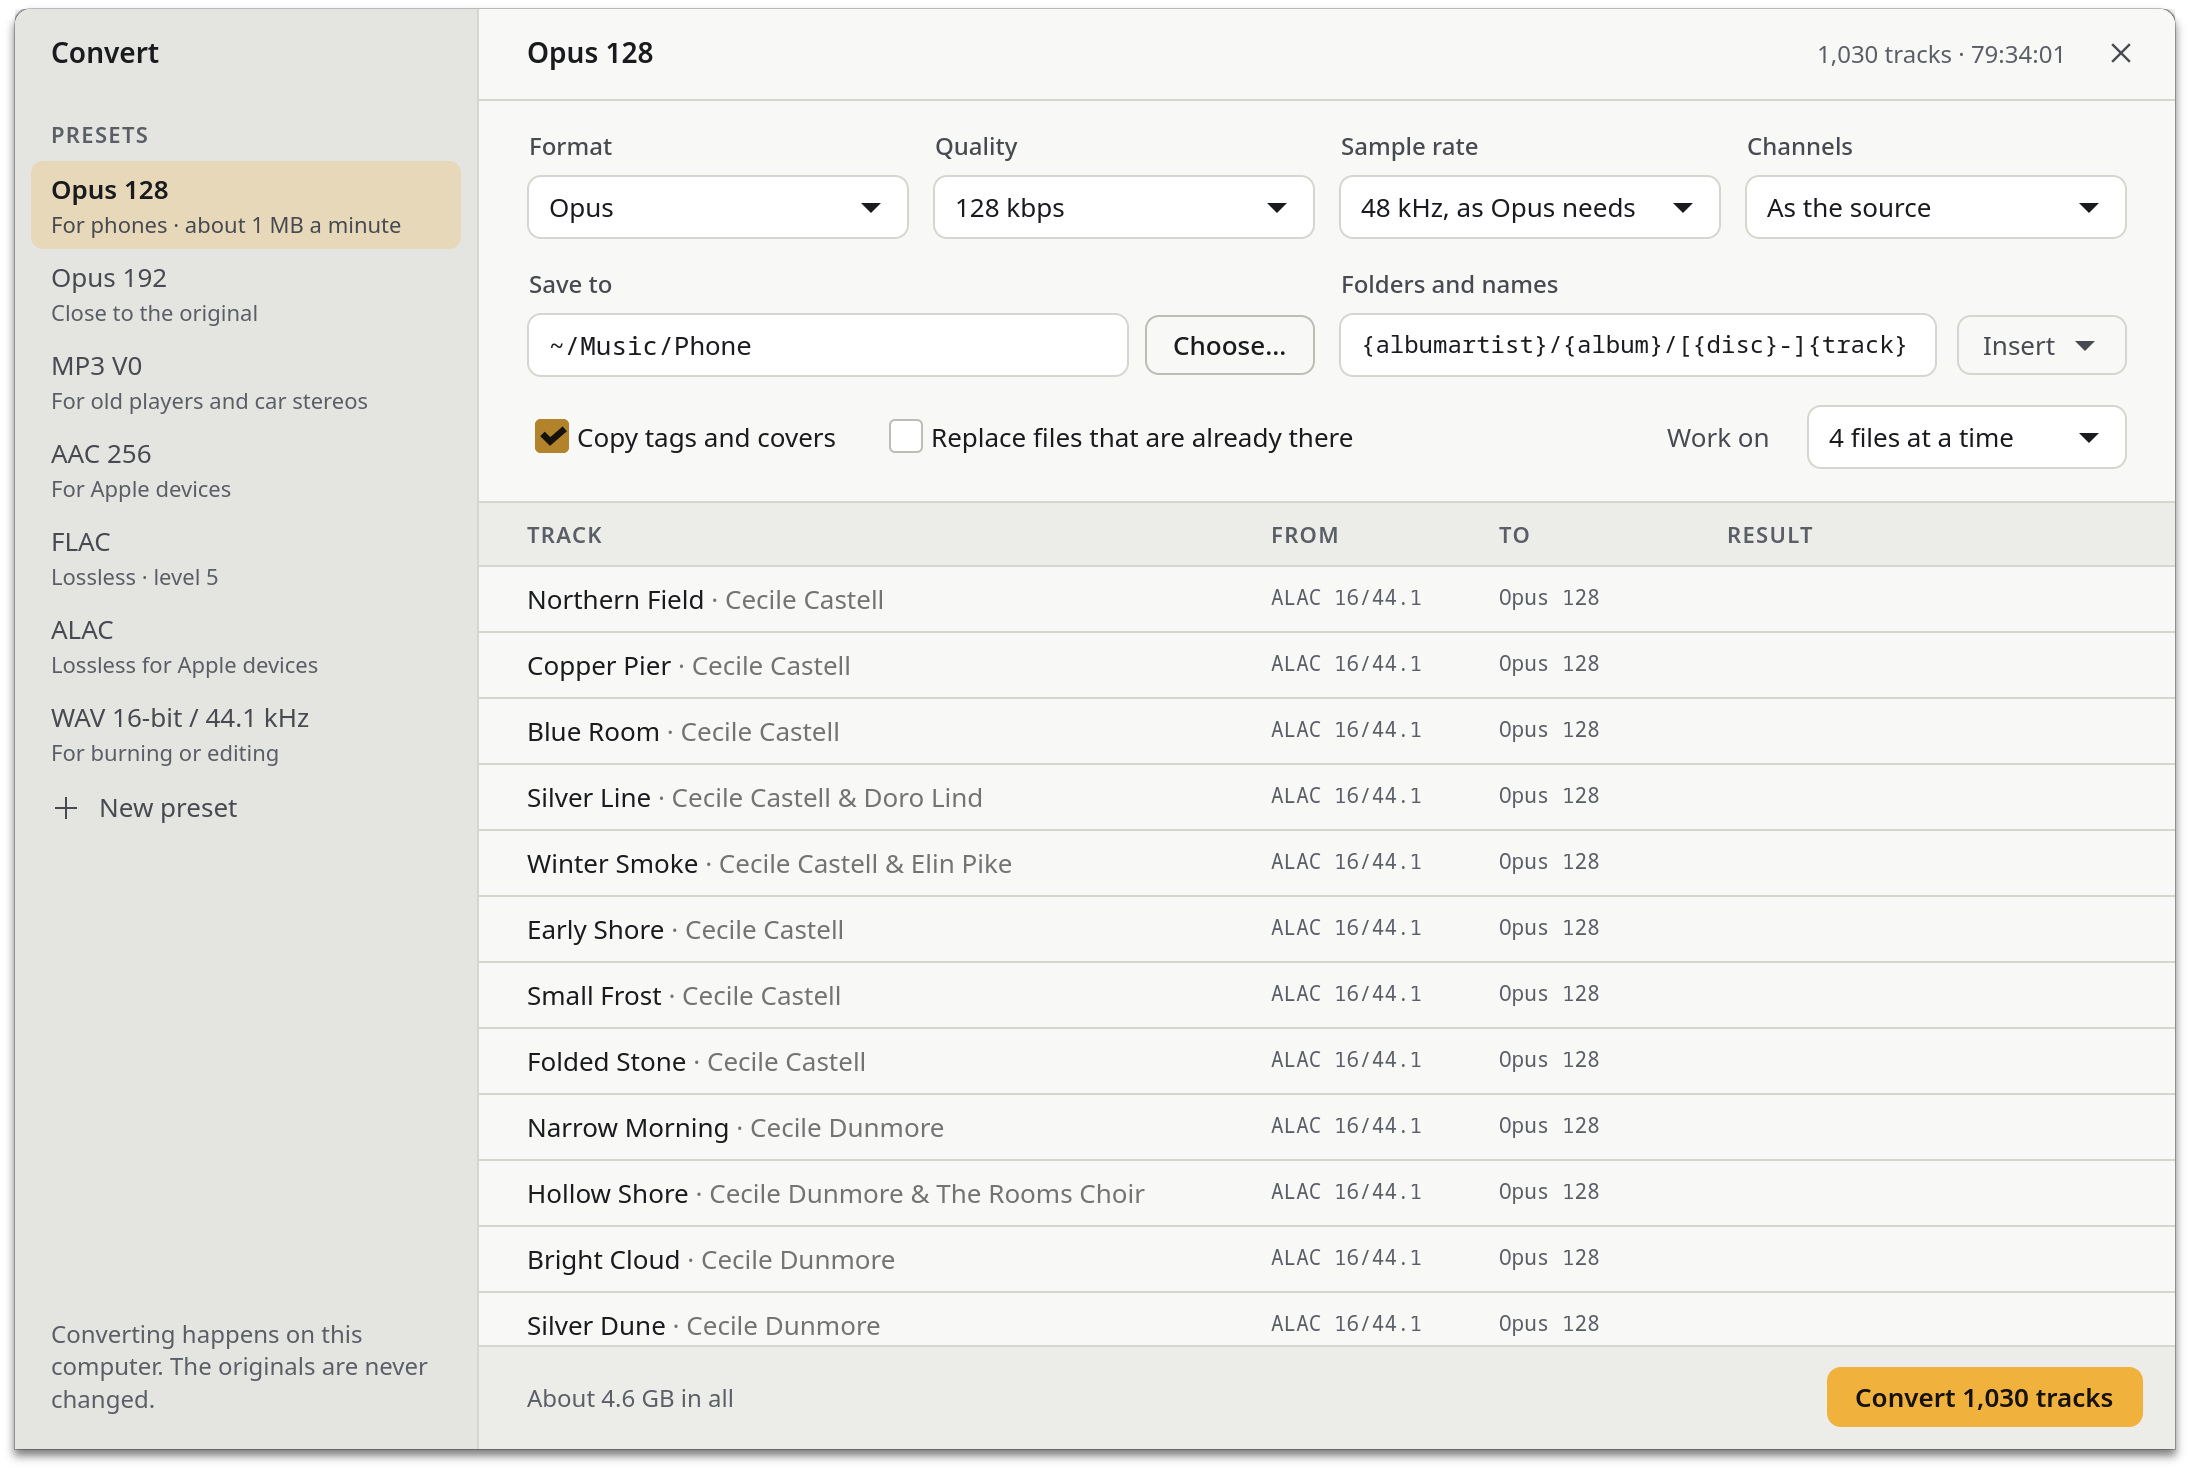 Convert
PRESETS
Opus 128
For phones · about 1 MB a minute
Opus 192
Close to the original
MP3 V0
For old players and car stereos
AAC 256
For Apple devices
FLAC
Lossless · level 5
ALAC
Lossless for Apple devices
WAV 16-bit / 44.1 kHz
For burning or editing
New preset
Converting happens on this
computer. The originals are never
changed.
Opus 128
1,030 tracks · 79:34:01
Format
Quality
Sample rate
Channels
Opus
128 kbps
48 kHz, as Opus needs
As the source
Save to
Folders and names
~/Music/Phone
Choose...
{albumartist}/{album}/[{disc}-]{track}
Insert
Copy tags and covers
Replace files that are already there
Work on
4 files at a time
TRACK FROM TO RESULT
Northern Field · Cecile Castell ALAC 16/44.1 Opus 128
Copper Pier · Cecile Castell ALAC 16/44.1 Opus 128
Blue Room · Cecile Castell ALAC 16/44.1 Opus 128
Silver Line · Cecile Castell & Doro Lind ALAC 16/44.1 Opus 128
Winter Smoke · Cecile Castell & Elin Pike ALAC 16/44.1 Opus 128
Early Shore · Cecile Castell ALAC 16/44.1 Opus 128
Small Frost · Cecile Castell ALAC 16/44.1 Opus 128
Folded Stone · Cecile Castell ALAC 16/44.1 Opus 128
Narrow Morning · Cecile Dunmore ALAC 16/44.1 Opus 128
Hollow Shore · Cecile Dunmore & The Rooms Choir ALAC 16/44.1 Opus 128
Bright Cloud · Cecile Dunmore ALAC 16/44.1 Opus 128
Silver Dune · Cecile Dunmore ALAC 16/44.1 Opus 128
About 4.6 GB in all
Convert 1,030 tracks